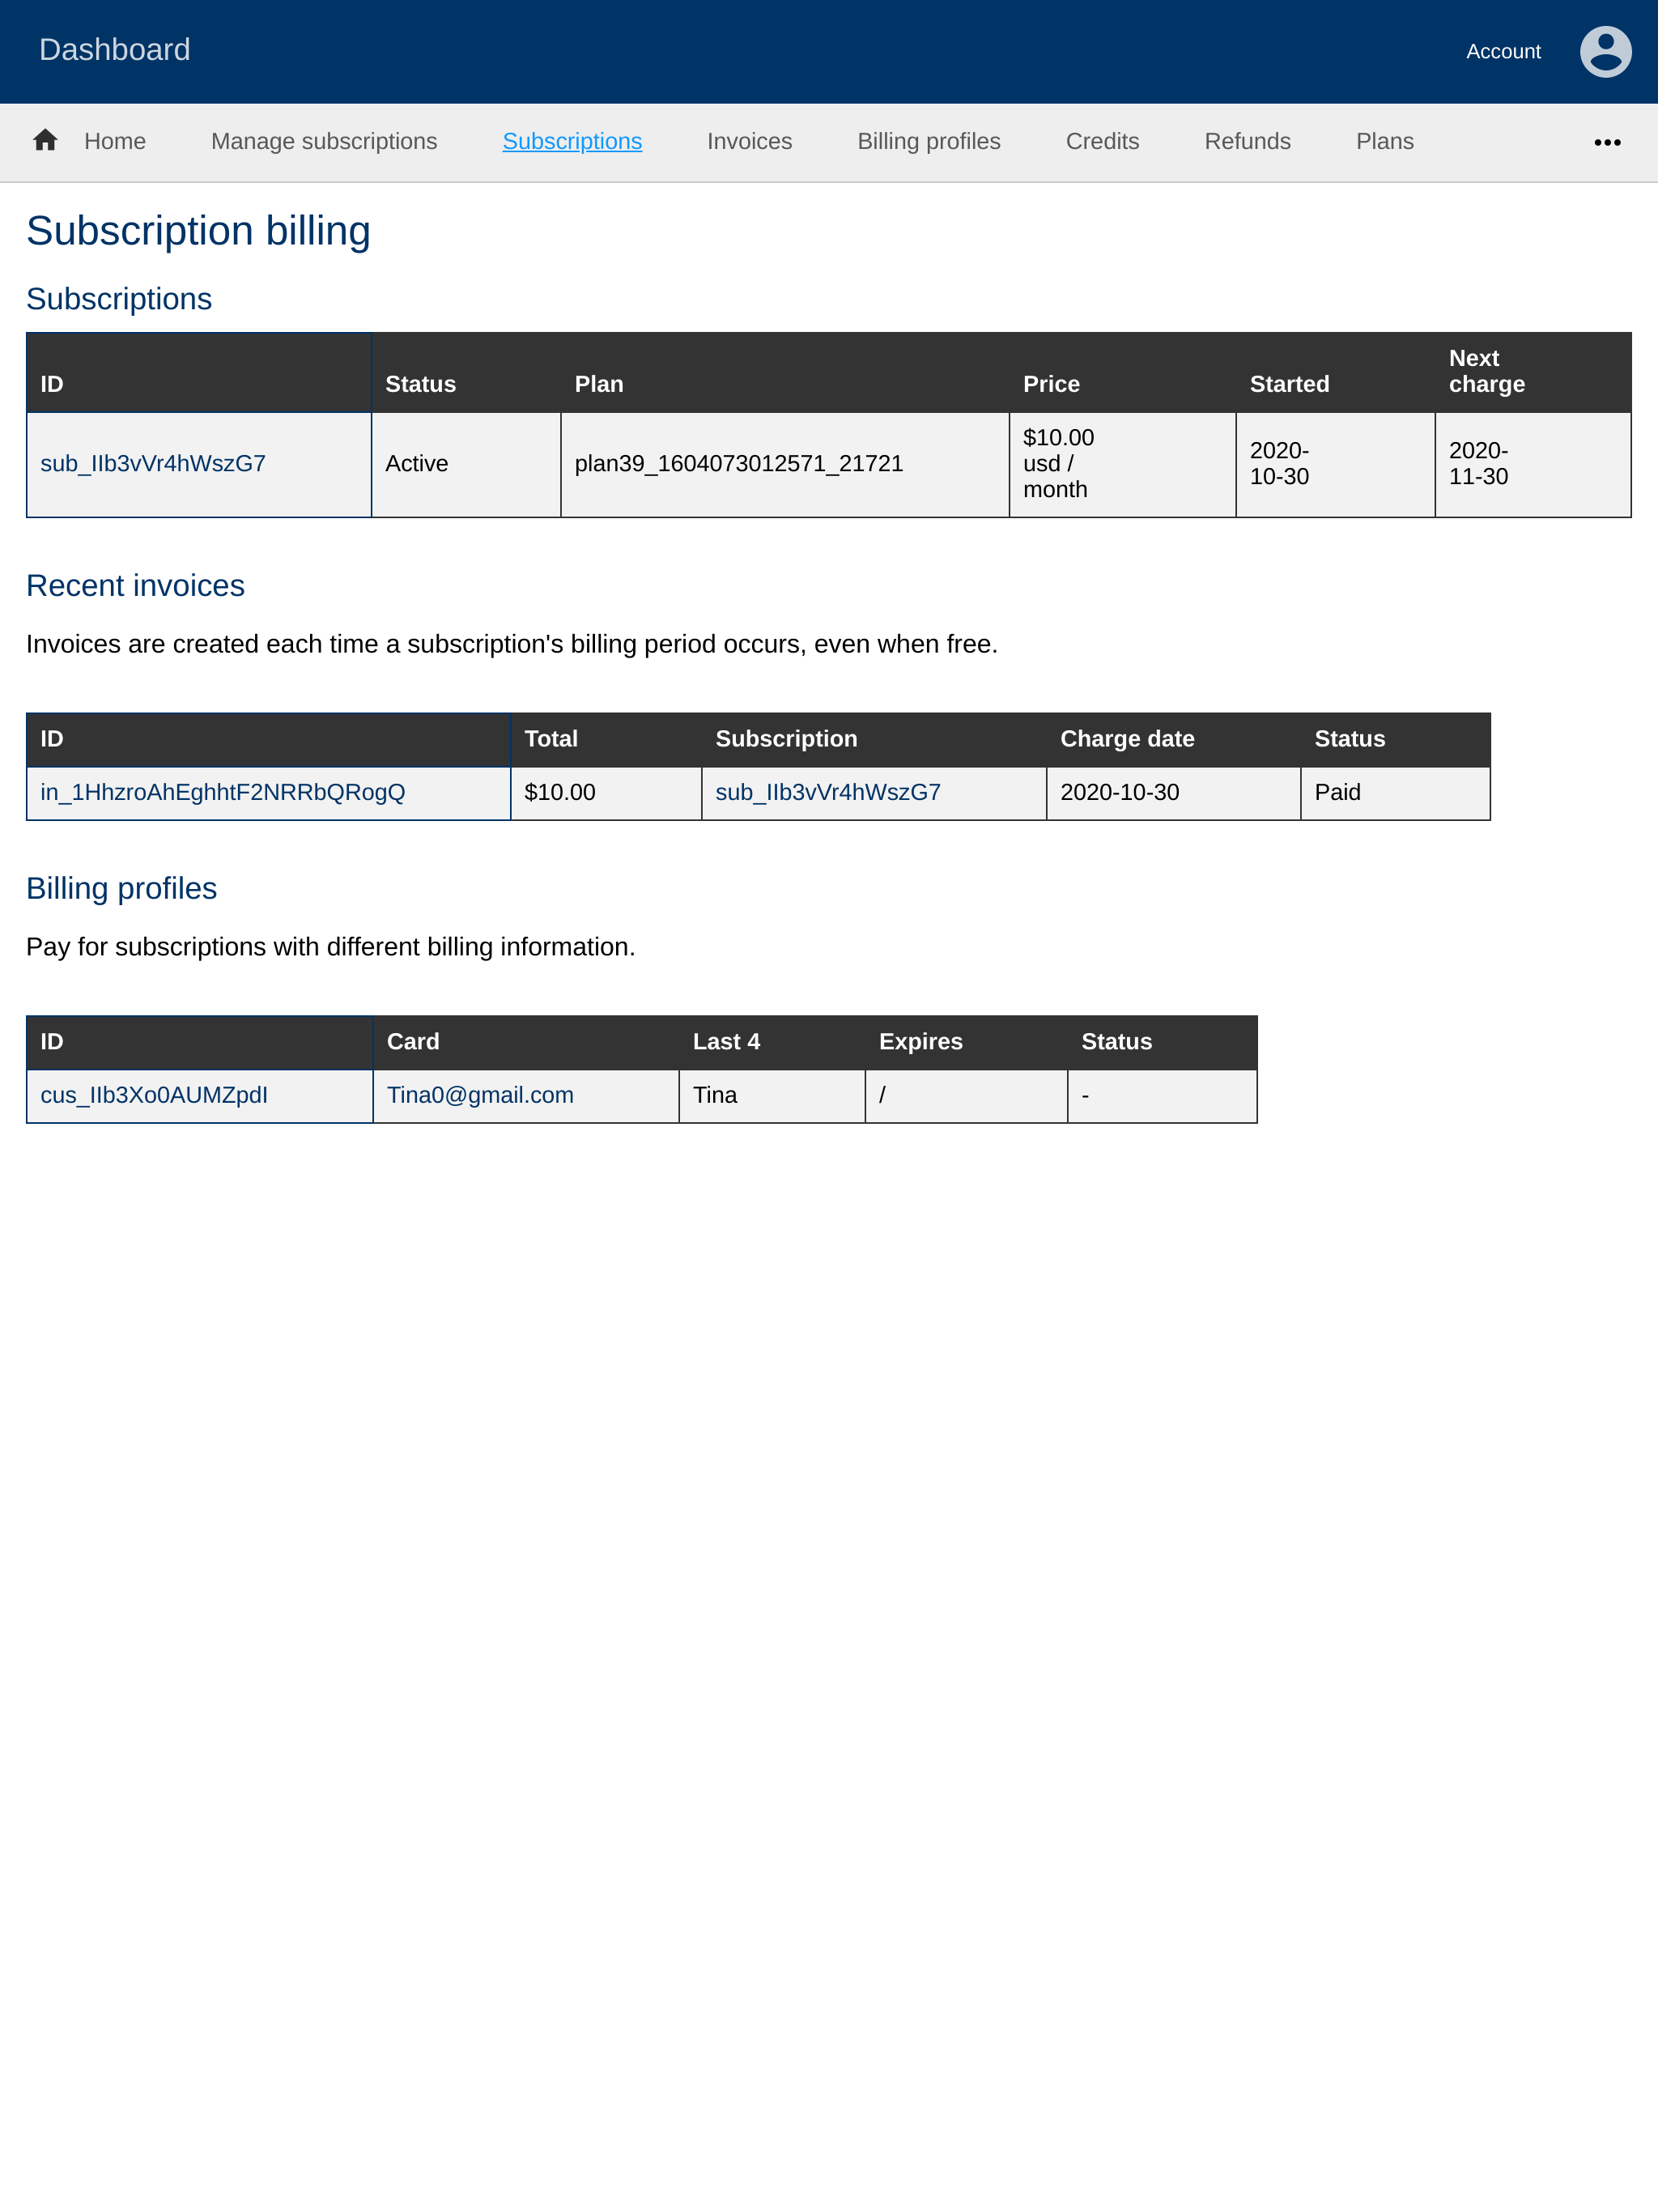 Dashboard
Account
Home Manage subscriptions Subscriptions Invoices Billing profiles Credits Refunds Plans •••
Subscription billing
Subscriptions
ID Status Plan Price Started Next charge
sub_IIb3vVr4hWszG7 Active plan39_1604073012571_21721 $10.00 usd / month 2020-10-30 2020-11-30
Recent invoices
Invoices are created each time a subscription's billing period occurs, even when free.
ID Total Subscription Charge date Status
in_1HhzroAhEghhtF2NRRbQRogQ $10.00 sub_IIb3vVr4hWszG7 2020-10-30 Paid
Billing profiles
Pay for subscriptions with different billing information.
ID Card Last 4 Expires Status
cus_IIb3Xo0AUMZpdI Tina0@gmail.com Tina / -